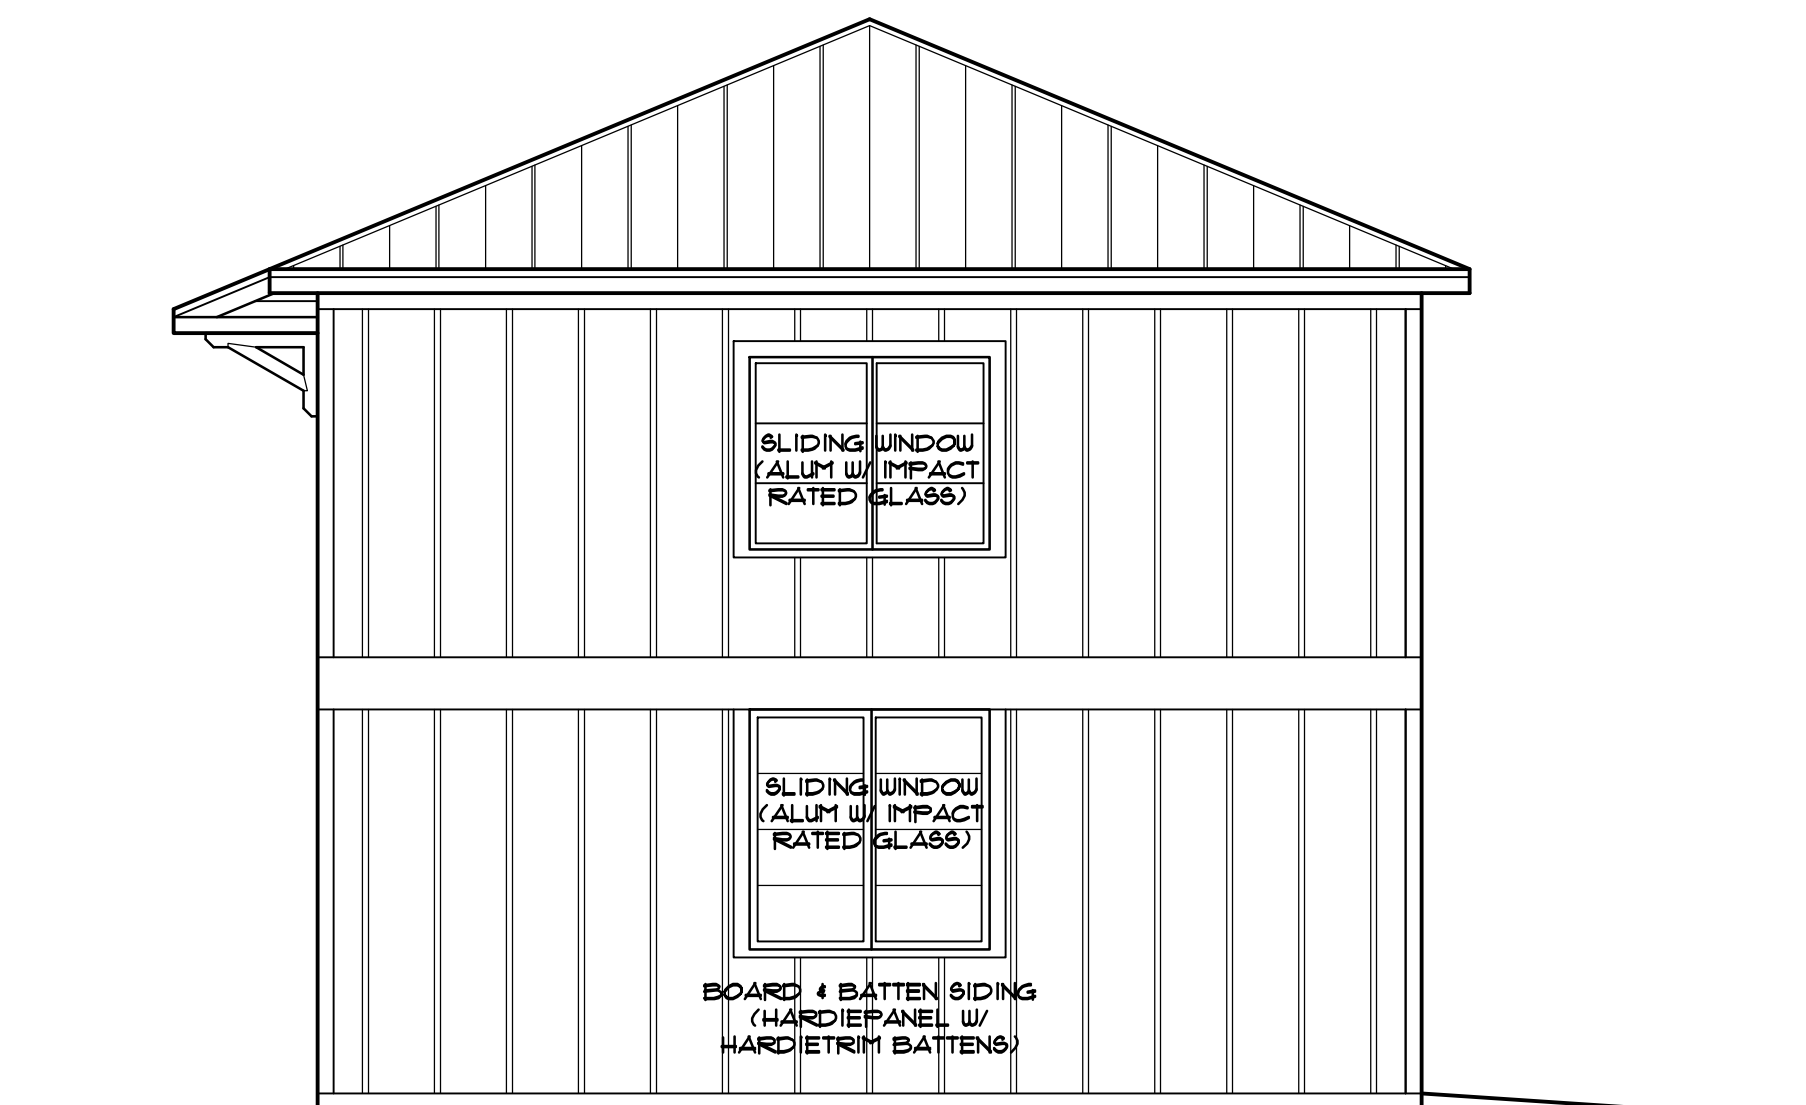 SLIDING WINDOW
(ALUM W/ IMPACT
RATED GLASS)
SLIDING WINDOW
(ALUM W/ IMPACT
RATED GLASS)
BOARD & BATTEN SIDING
(HARDIEPANEL W/
HARDIETRIM BATTENS)